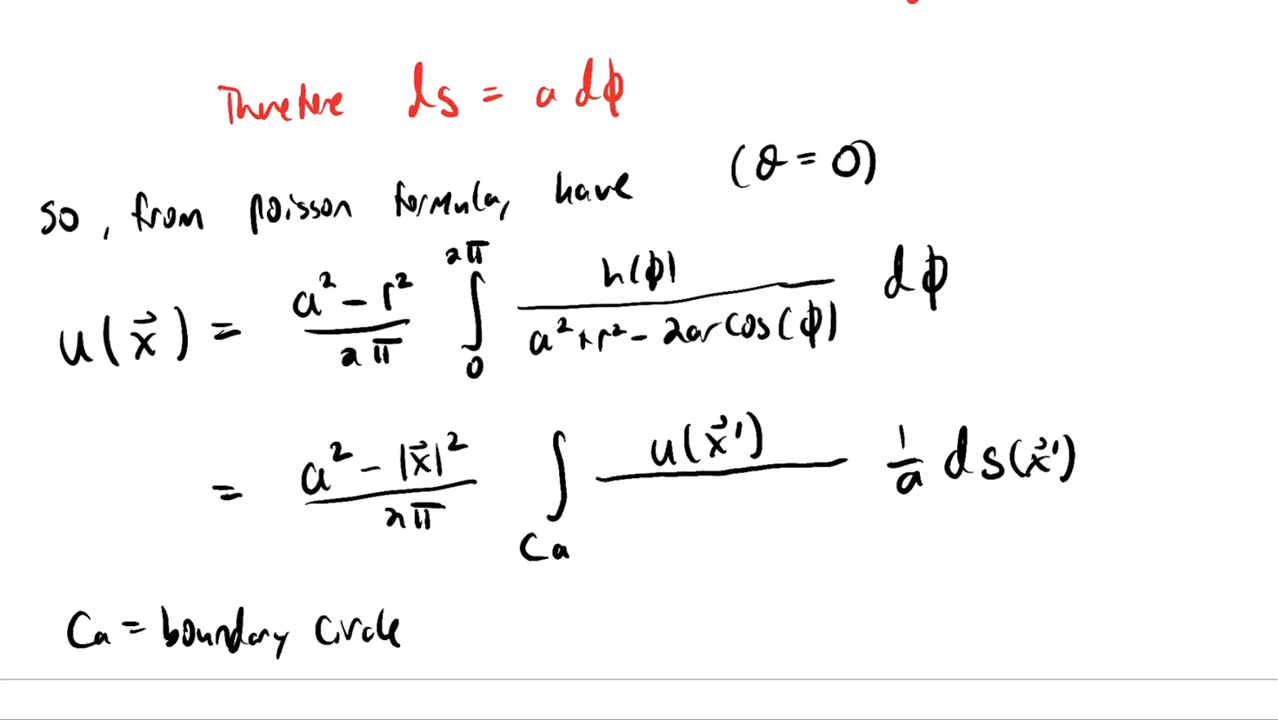 Therefore ds = a dϕ
(θ = 0)
so, from poisson formula, have
u(x⃗) = (a² − r²)/(2π) ∫₀^{2π} h(ϕ)/(a² + r² − 2ar cos(ϕ)) dϕ
= (a² − |x⃗|²)/(2π) ∫_{Ca} u(x⃗')/ 1/a ds(x⃗')
Ca = boundary circle